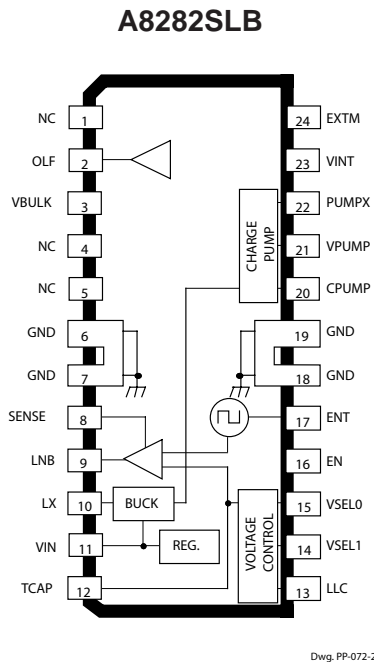 A8282SLB
NC 1
OLF 2
VBULK 3
NC 4
NC 5
GND 6
GND 7
SENSE 8
LNB 9
LX 10
VIN 11
TCAP 12
24 EXTM
23 VINT
22 PUMPX
21 VPUMP
20 CPUMP
19 GND
18 GND
17 ENT
16 EN
15 VSEL0
14 VSEL1
13 LLC
CHARGE
PUMP
BUCK
REG.
VOLTAGE
CONTROL
Dwg. PP-072-2